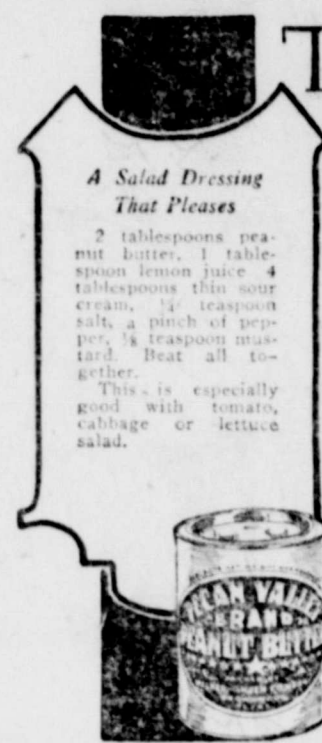 T
A Salad Dressing
That Pleases
2 tablespoons pea-
nut butter, 1 table-
spoon lemon juice 4
tablespoons thin sour
cream, ¼ teaspoon
salt, a pinch of pep-
per, ⅛ teaspoon mus-
tard. Beat all to-
gether.
This is especially
good with tomato,
cabbage or lettuce
salad.
VALLEY
BRAND
PEANUT BUTTER